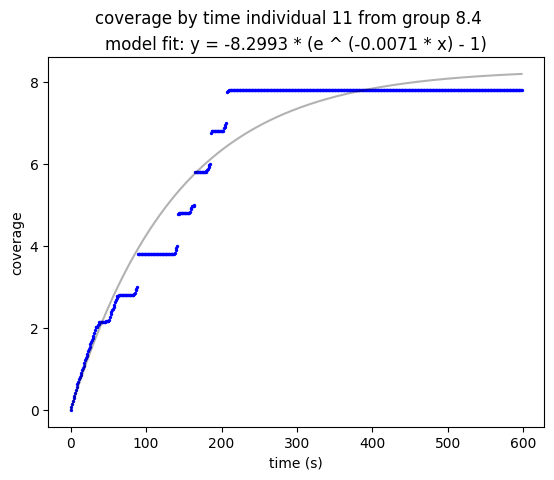 coverage by time individual 11 from group 8.4
model fit: y = -8.2993 * (e ^ (-0.0071 * x) - 1)
8
6
4
2
0
coverage
0 100 200 300 400 500 600
time (s)